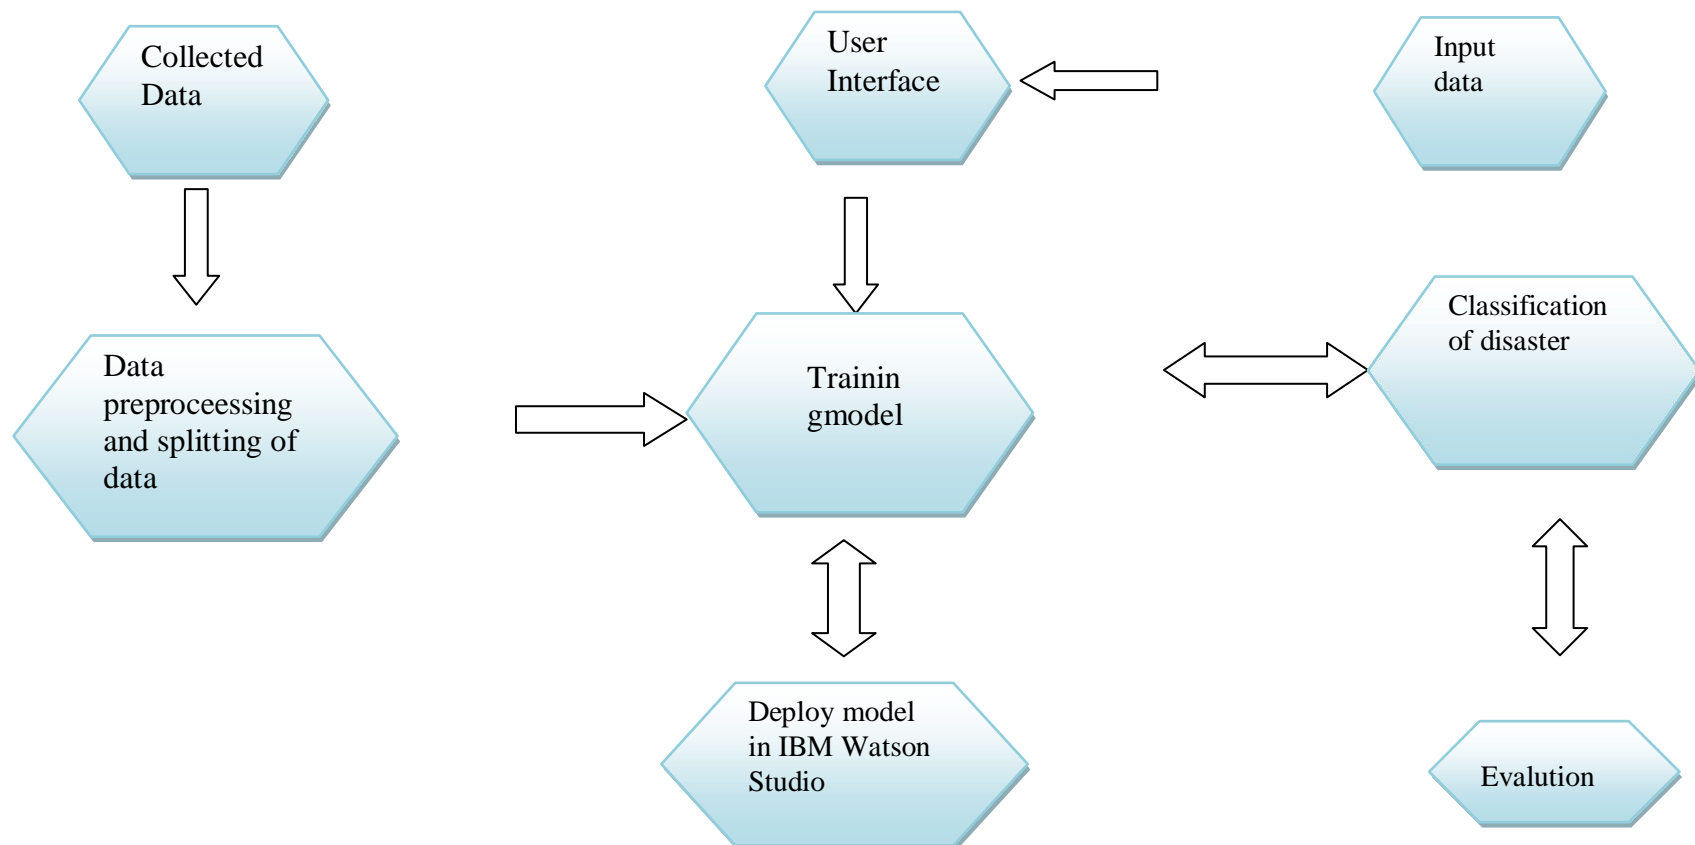 Collected
Data
User
Interface
Input
data
Data
preproceessing
and splitting of
data
Trainin
gmodel
Classification
of disaster
Deploy model
in IBM Watson
Studio
Evalution